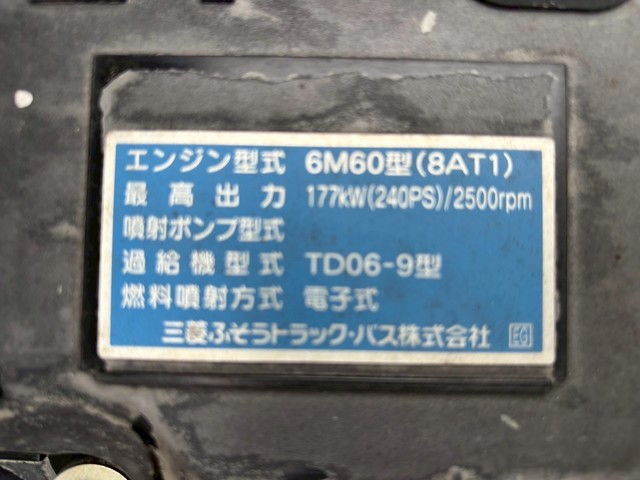 エンジン型式 6M60型(8AT1)
最高出力 177kW(240PS)/2500rpm
噴射ポンプ型式
過給機型式 TD06-9型
燃料噴射方式 電子式
三菱ふそうトラック・バス株式会社 EG